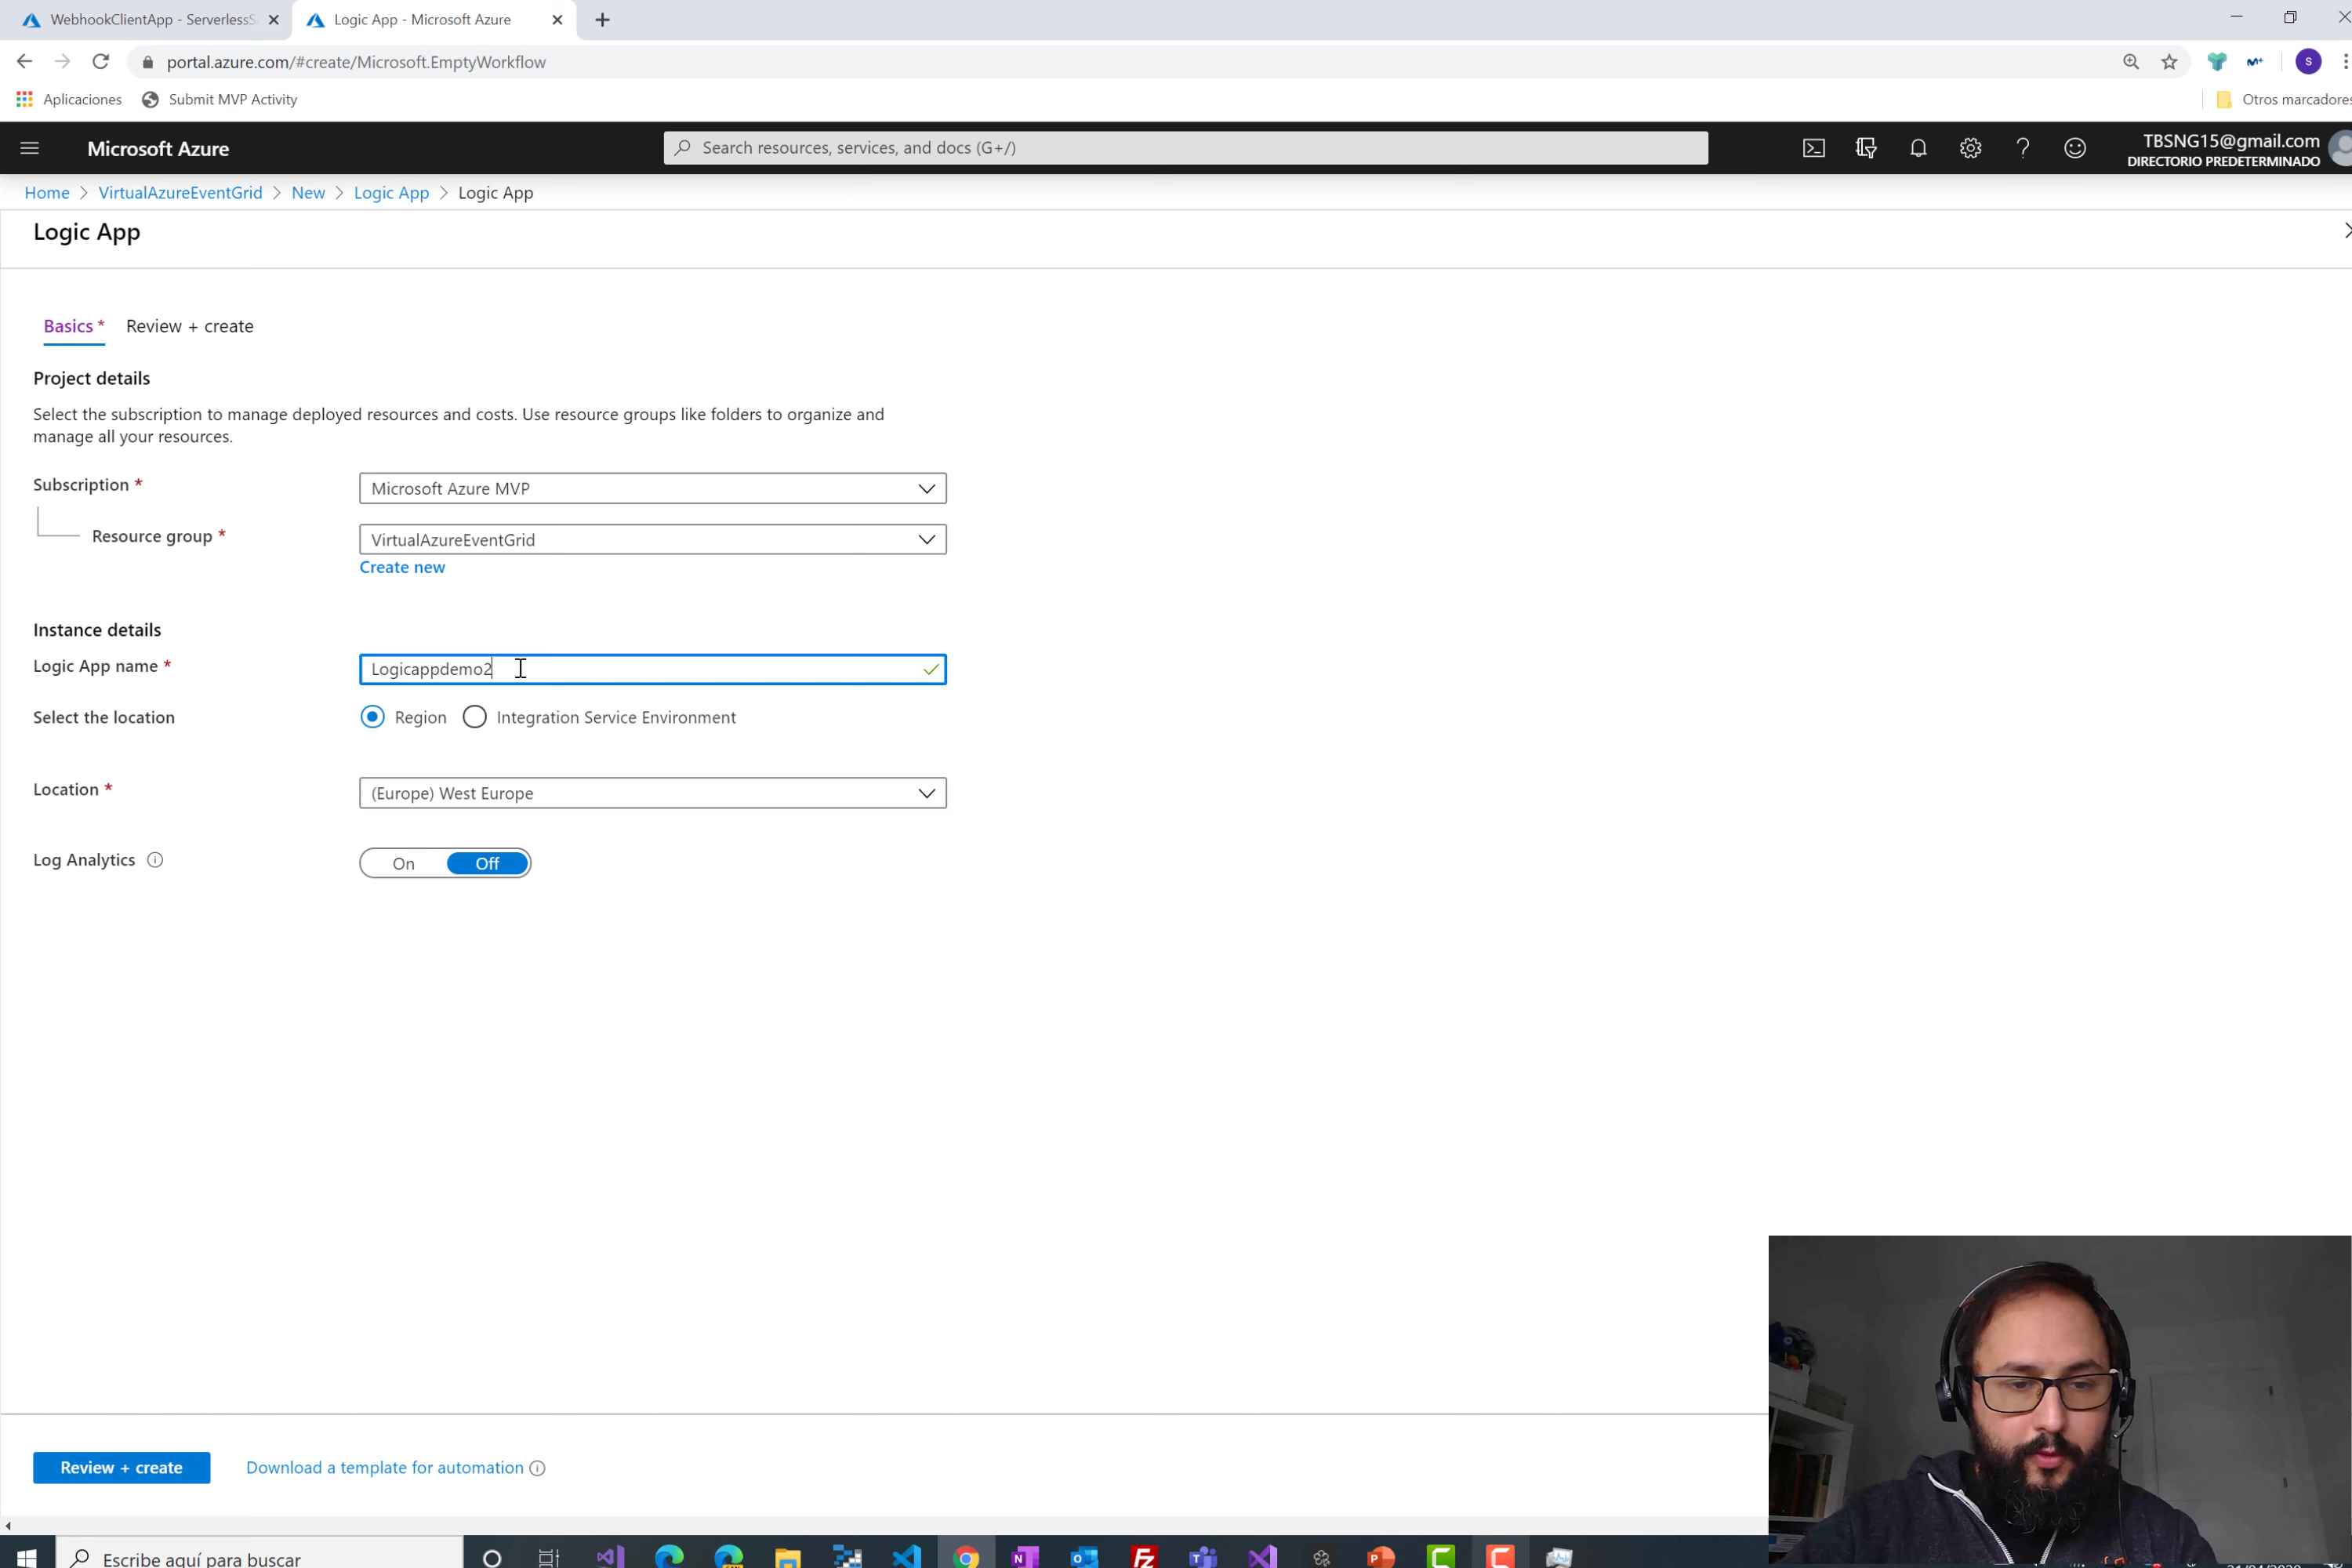 WebhookClientApp - ServerlessS
Logic App - Microsoft Azure
portal.azure.com/#create/Microsoft.EmptyWorkflow
S
Aplicaciones
Submit MVP Activity
Otros marcadores
Microsoft Azure
Search resources, services, and docs (G+/)
TBSNG15@gmail.com
DIRECTORIO PREDETERMINADO
Home > VirtualAzureEventGrid > New > Logic App > Logic App
Logic App
Basics * Review + create
Project details
Select the subscription to manage deployed resources and costs. Use resource groups like folders to organize and
manage all your resources.
Subscription * Microsoft Azure MVP
Resource group * VirtualAzureEventGrid
Create new
Instance details
Logic App name * Logicappdemo2
Select the location Region Integration Service Environment
Location * (Europe) West Europe
Log Analytics On Off
Review + create Download a template for automation
Escribe aquí para buscar